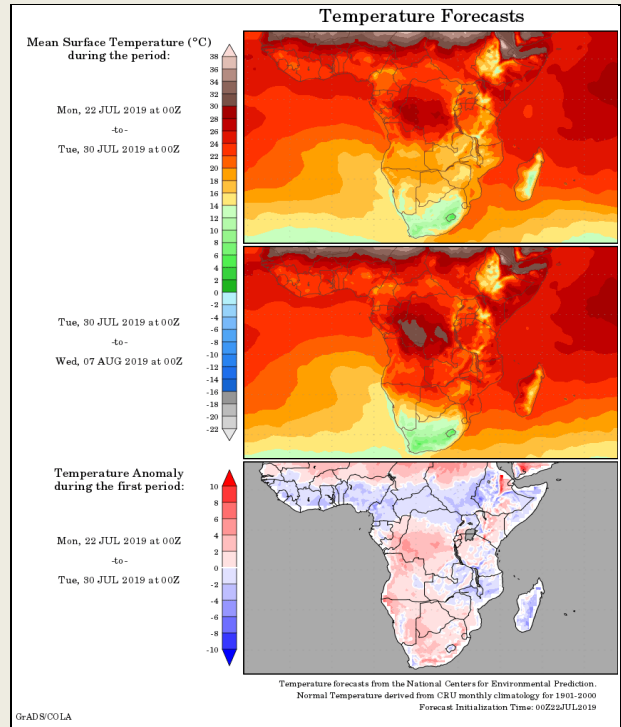 Temperature Forecasts
Mean Surface Temperature (°C)
during the period:
38
36
34
32
30
28
26
24
22
20
18
16
14
12
10
8
6
4
2
0
-2
-4
-6
-8
-10
-12
-14
-16
-18
-20
-22
Mon, 22 JUL 2019 at 00Z
-to-
Tue, 30 JUL 2019 at 00Z
Tue, 30 JUL 2019 at 00Z
-to-
Wed, 07 AUG 2019 at 00Z
Temperature Anomaly
during the first period:
10
8
6
4
2
0
-2
-4
-6
-8
-10
Mon, 22 JUL 2019 at 00Z
-to-
Tue, 30 JUL 2019 at 00Z
Temperature forecasts from the National Centers for Environmental Prediction.
Normal Temperature derived from CRU monthly climatology for 1901-2000
Forecast Initialization Time: 00Z22JUL2019
GrADS/COLA